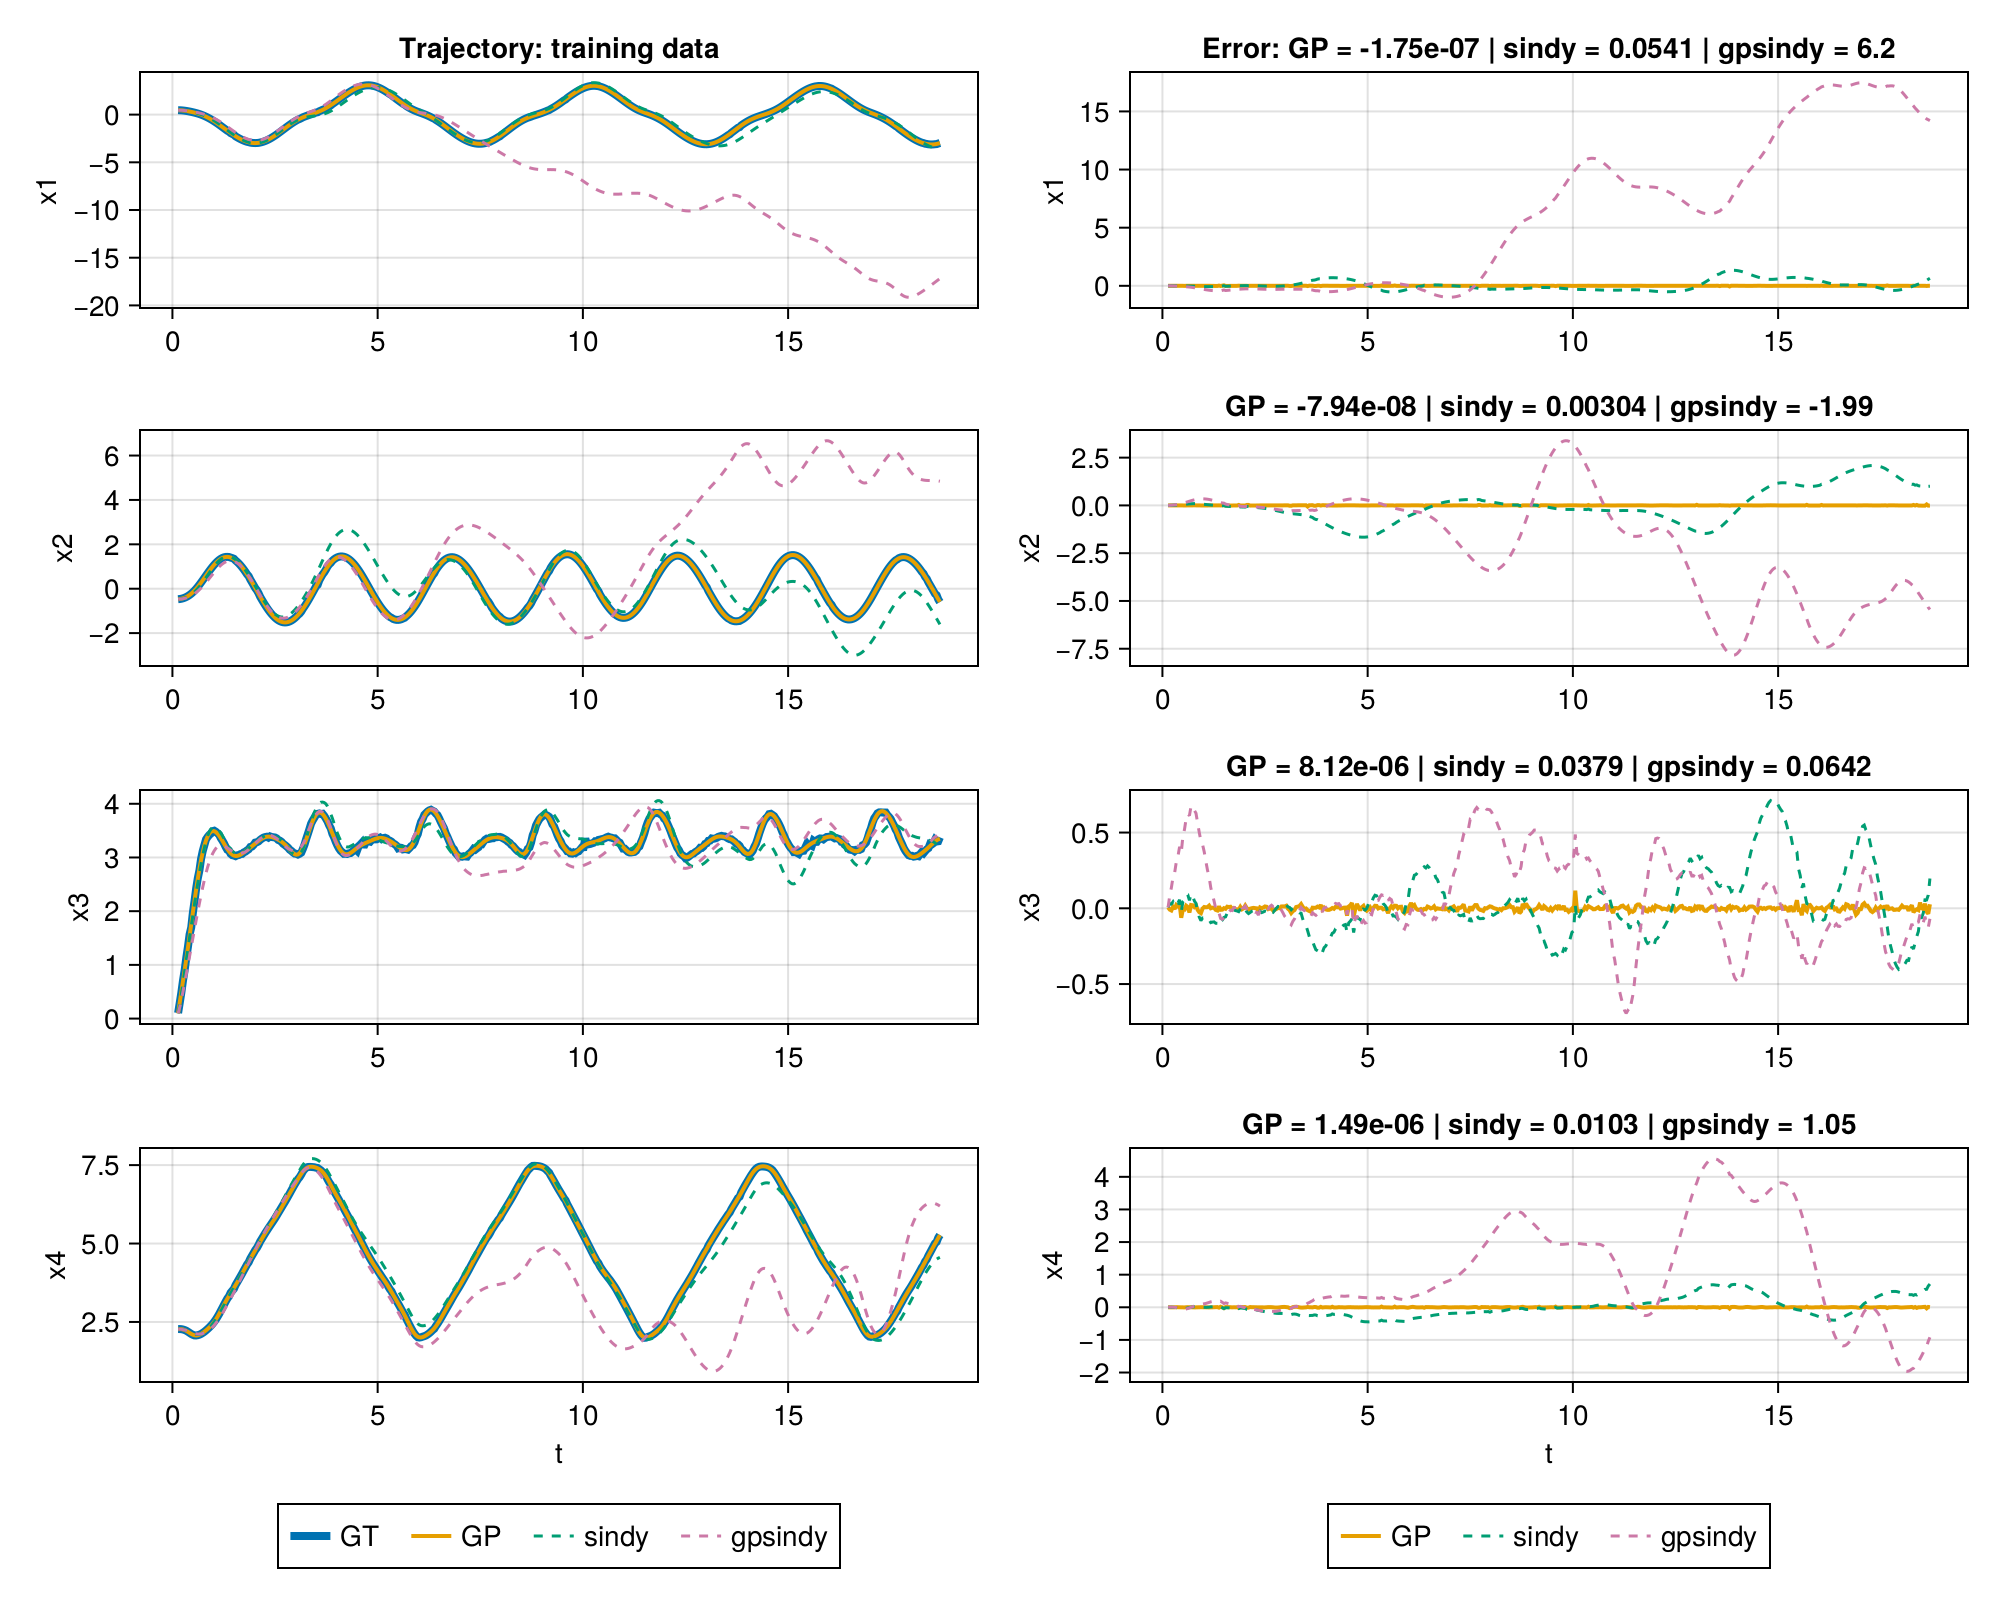 Trajectory: training data
x1
0
−5
−10
−15
−20
0 5 10 15
Error: GP = -1.75e-07 | sindy = 0.0541 | gpsindy = 6.2
x1
15
10
5
0
0 5 10 15
x2
6
4
2
0
−2
0 5 10 15
GP = -7.94e-08 | sindy = 0.00304 | gpsindy = -1.99
x2
2.5
0.0
−2.5
−5.0
−7.5
0 5 10 15
x3
4
3
2
1
0
0 5 10 15
GP = 8.12e-06 | sindy = 0.0379 | gpsindy = 0.0642
x3
0.5
0.0
−0.5
0 5 10 15
x4
7.5
5.0
2.5
0 5 10 15
t
GP = 1.49e-06 | sindy = 0.0103 | gpsindy = 1.05
x4
4
3
2
1
0
−1
−2
0 5 10 15
t
GT GP sindy gpsindy
GP sindy gpsindy